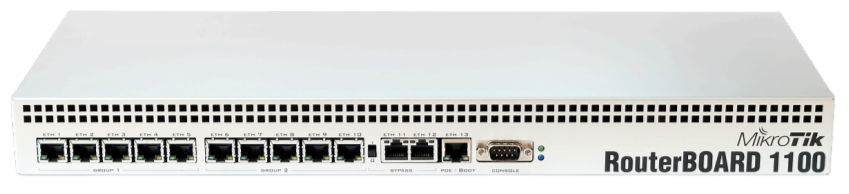 ETH 1 ETH 2 ETH 3 ETH 4 ETH 5 ETH 6 ETH 7 ETH 8 ETH 9 ETH 10 ETH 11 ETH 12 ETH 13
GROUP 1 GROUP 2 BYPASS POE / BOOT CONSOLE
MikroTik
RouterBOARD 1100